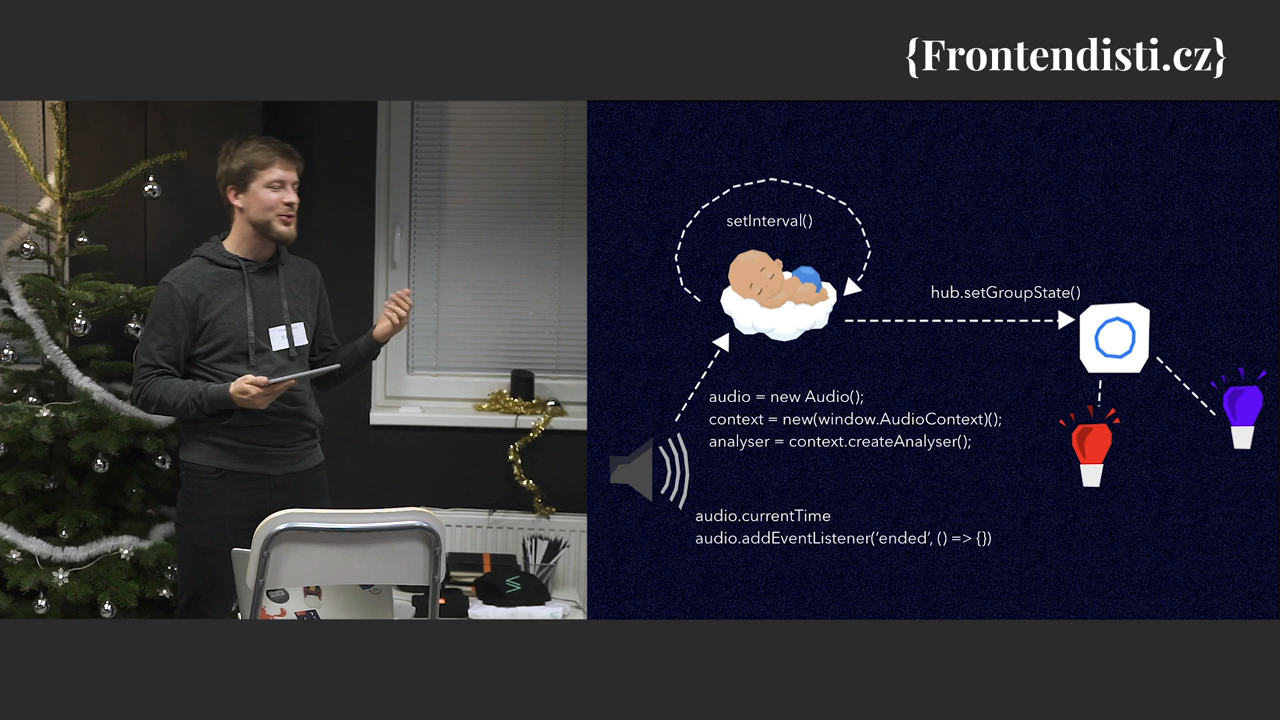 {Frontendisti.cz}
setInterval()
hub.setGroupState()
audio = new Audio();
context = new(window.AudioContext)();
analyser = context.createAnalyser();
audio.currentTime
audio.addEventListener('ended', () => {})